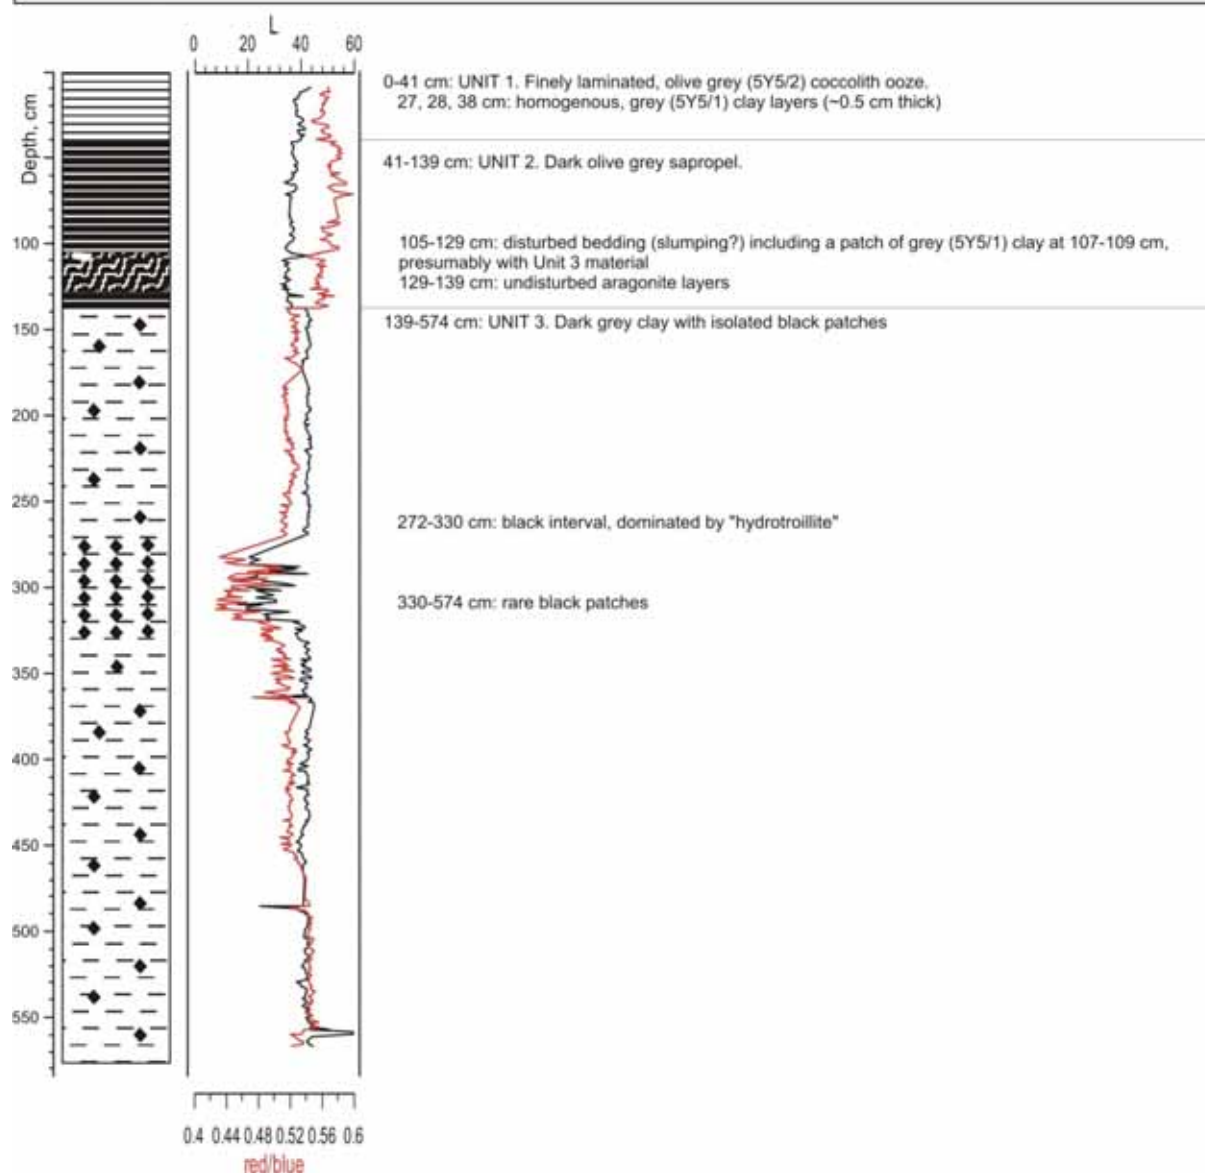 L
0 20 40 60
0-41 cm: UNIT 1. Finely laminated, olive grey (5Y5/2) coccolith ooze.
27, 28, 38 cm: homogenous, grey (5Y5/1) clay layers (~0.5 cm thick)
Depth, cm
41-139 cm: UNIT 2. Dark olive grey sapropel.
100
105-129 cm: disturbed bedding (slumping?) including a patch of grey (5Y5/1) clay at 107-109 cm,
presumably with Unit 3 material
129-139 cm: undisturbed aragonite layers
150
139-574 cm: UNIT 3. Dark grey clay with isolated black patches
200
250
272-330 cm: black interval, dominated by "hydrotroillite"
300
330-574 cm: rare black patches
350
400
450
500
550
0.4 0.44 0.48 0.52 0.56 0.6
red/blue